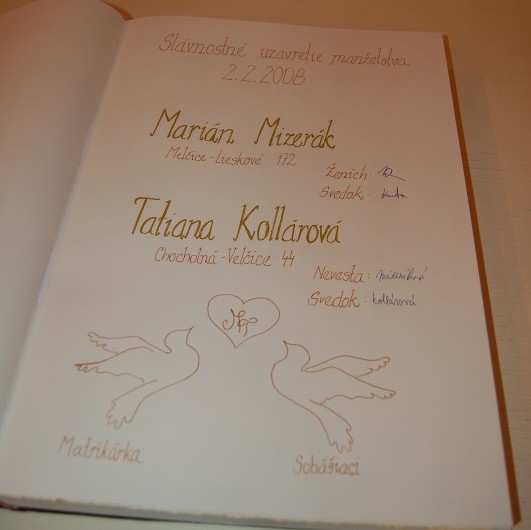 Slávnostné uzavretie manželstva
2.2.2008
Marián Mizerák
Melčice-Lieskové 172
Ženích:
Svedok:
Tatiana Kollárová
Chocholná-Velčice 44
Nevesta:
Svedok: Kollárová
Matrikárka
Sobášiaci